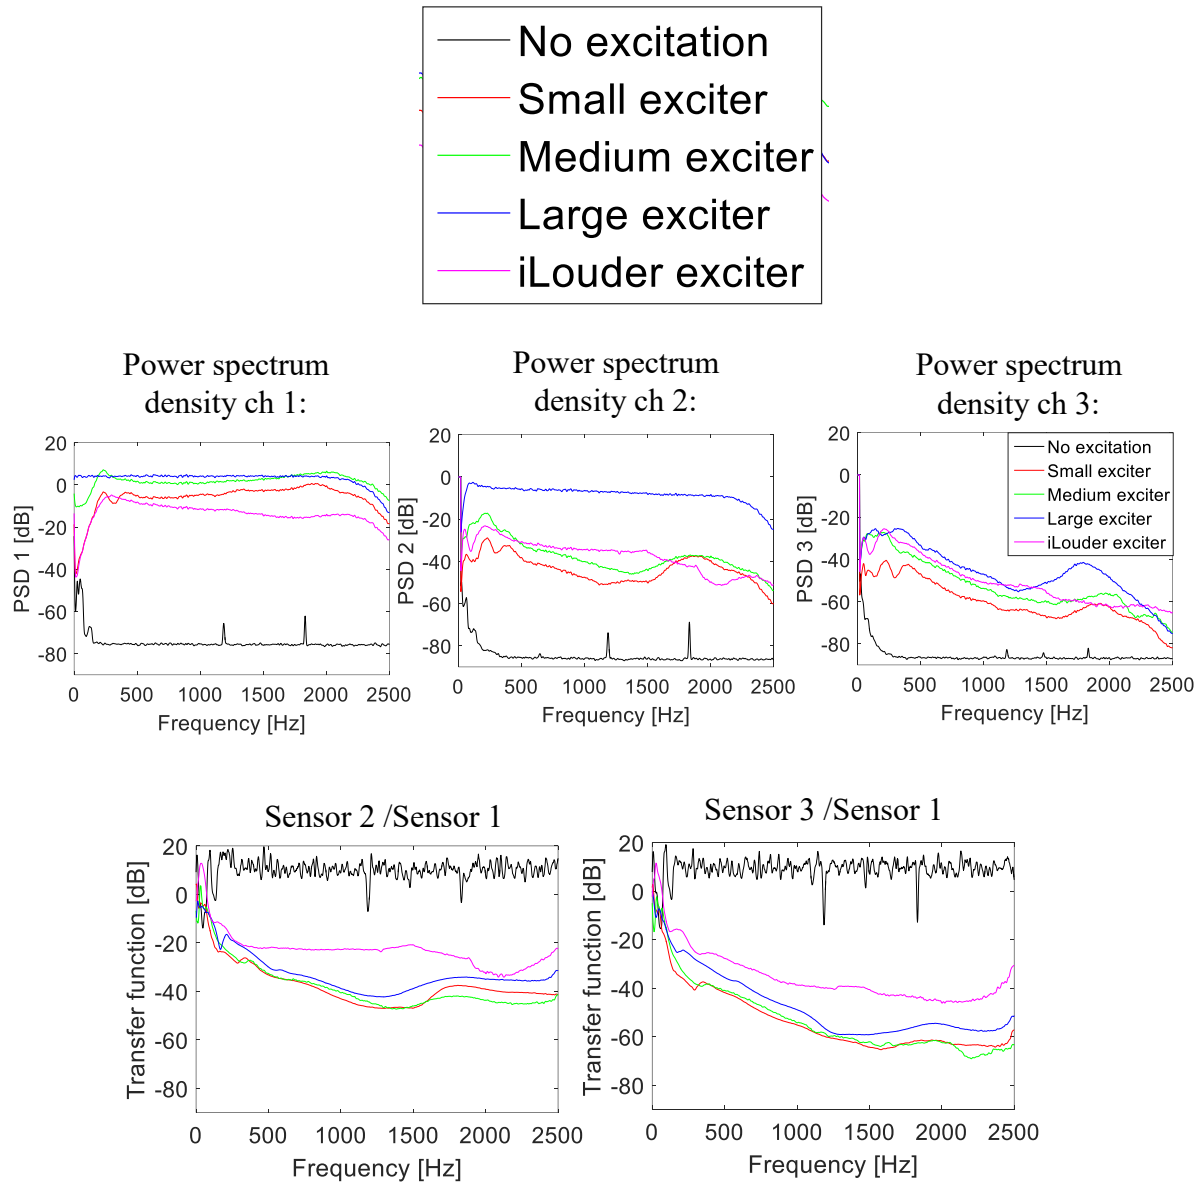 No excitation
Small exciter
Medium exciter
Large exciter
iLouder exciter
Power spectrum
density ch 1:
20
0
-20
-40
-60
-80
PSD 1 [dB]
0 500 1000 1500 2000 2500
Frequency [Hz]
Power spectrum
density ch 2:
20
0
-20
-40
-60
-80
PSD 2 [dB]
0 500 1000 1500 2000 2500
Frequency [Hz]
Power spectrum
density ch 3:
20
0
-20
-40
-60
-80
PSD 3 [dB]
No excitation
Small exciter
Medium exciter
Large exciter
iLouder exciter
0 500 1000 1500 2000 2500
Frequency [Hz]
Sensor 2 /Sensor 1
20
0
-20
-40
-60
-80
Transfer function [dB]
0 500 1000 1500 2000 2500
Frequency [Hz]
Sensor 3 /Sensor 1
20
0
-20
-40
-60
-80
Transfer function [dB]
0 500 1000 1500 2000 2500
Frequency [Hz]